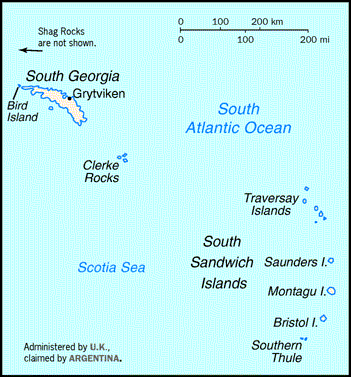 Shag Rocks
are not shown.
0 100 200 km
0 100 200 mi
South Georgia
Grytviken
Bird
Island
South
Atlantic Ocean
Clerke
Rocks
Traversay
Islands
South
Sandwich
Islands
Saunders I.
Scotia Sea
Montagu I.
Bristol I.
Southern
Thule
Administered by U.K.,
claimed by ARGENTINA.